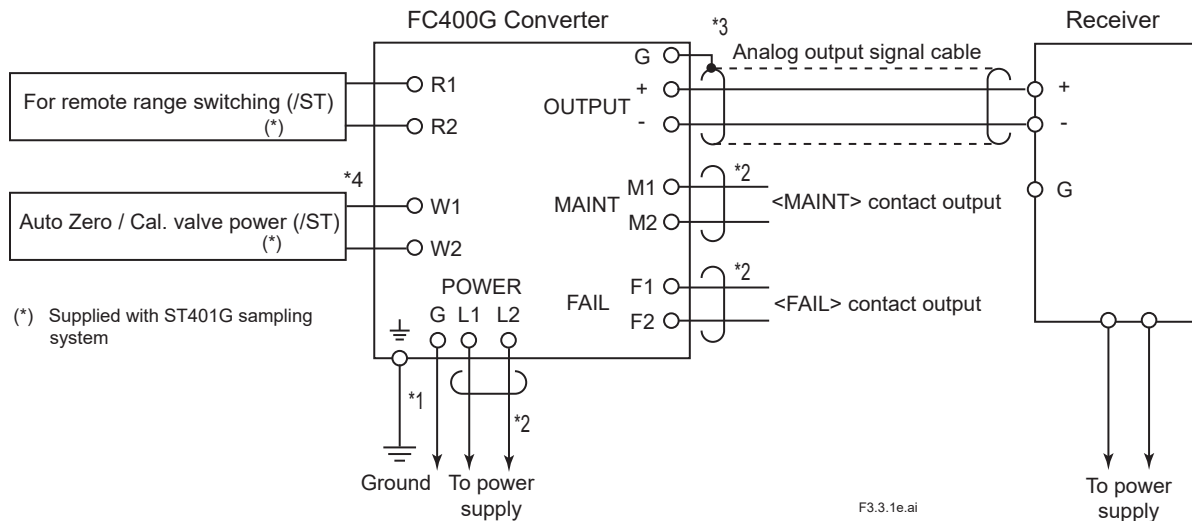 FC400G Converter
Receiver
*3
G
Analog output signal cable
For remote range switching (/ST)
(*)
R1
R2
OUTPUT
+
-
+
-
*4
M1
*2
G
Auto Zero / Cal. valve power (/ST)
(*)
W1
W2
MAINT
M2
<MAINT> contact output
POWER
F1
*2
FAIL
<FAIL> contact output
F2
(*) Supplied with ST401G sampling
system
G L1 L2
*1
*2
Ground
To power
supply
F3.3.1e.ai
To power
supply